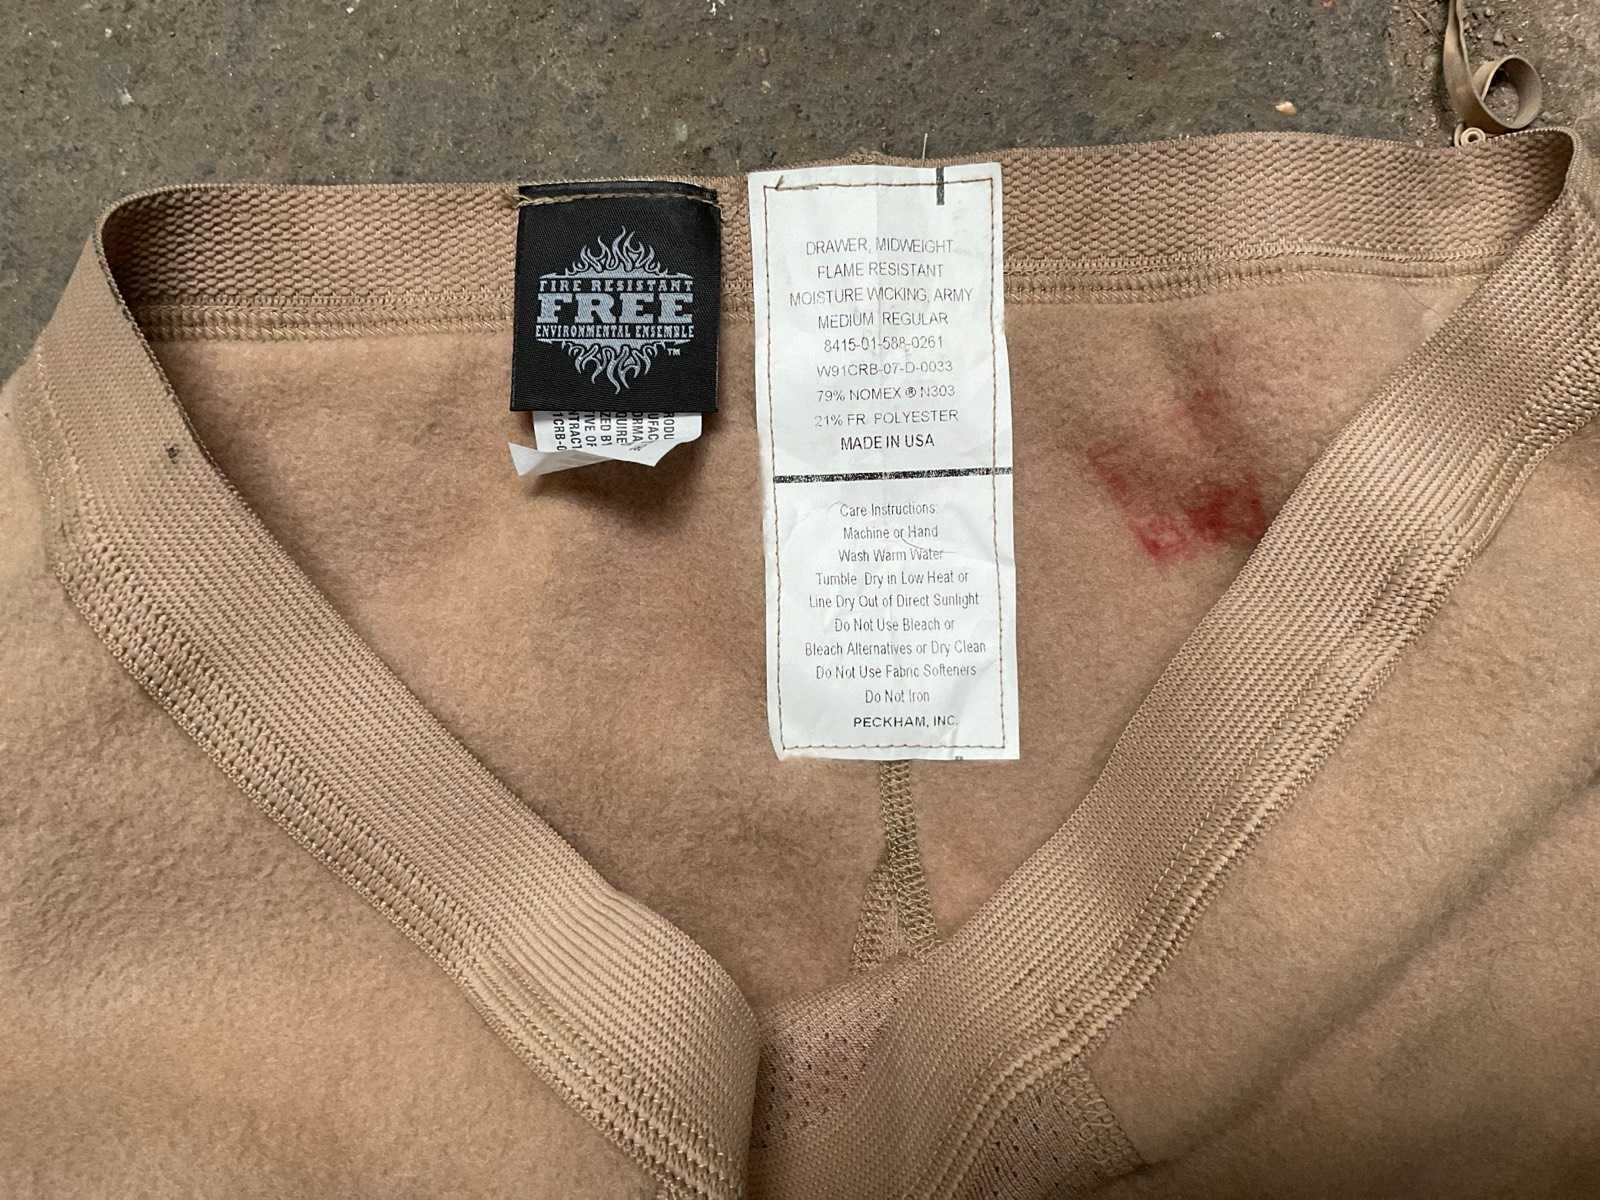 FIRE RESISTANT
FREE
ENVIRONMENTAL ENSEMBLE
TM
DRAWER, MIDWEIGHT
FLAME RESISTANT
MOISTURE WICKING, ARMY
MEDIUM REGULAR
8415-01-588-0261
W91CRB-07-D-0033
79% NOMEX ® N303
21% FR POLYESTER
MADE IN USA
Care Instructions:
Machine or Hand
Wash Warm Water
Tumble Dry in Low Heat or
Line Dry Out of Direct Sunlight
Do Not Use Bleach or
Bleach Alternatives or Dry Clean
Do Not Use Fabric Softeners
Do Not Iron
PECKHAM, INC.